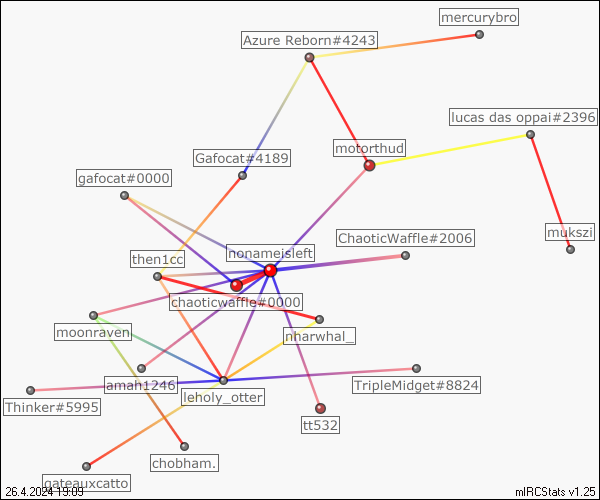 mercurybro
Azure Reborn#4243
lucas das oppai#2396
motorthud
Gafocat#4189
gafocat#0000
ChaoticWaffle#2006
mukszi
nonameisleft
then1cc
chaoticwaffle#0000
moonraven
nharwhal_
amah1246
TripleMidget#8824
leholy_otter
Thinker#5995
tt532
chobham.
gateauxcatto
26.4.2024 19:09
mIRCStats v1.25